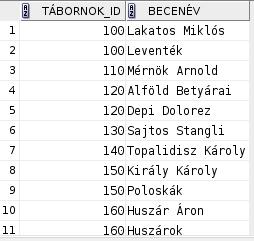 TÁBORNOK_ID BECENÉV
1 100 Lakatos Miklós
2 100 Leventék
3 110 Mérnök Arnold
4 120 Alföld Betyárai
5 120 Depi Dolorez
6 130 Sajtos Stangli
7 140 Topalidisz Károly
8 150 Király Károly
9 150 Poloskák
10 160 Huszár Áron
11 160 Huszárok